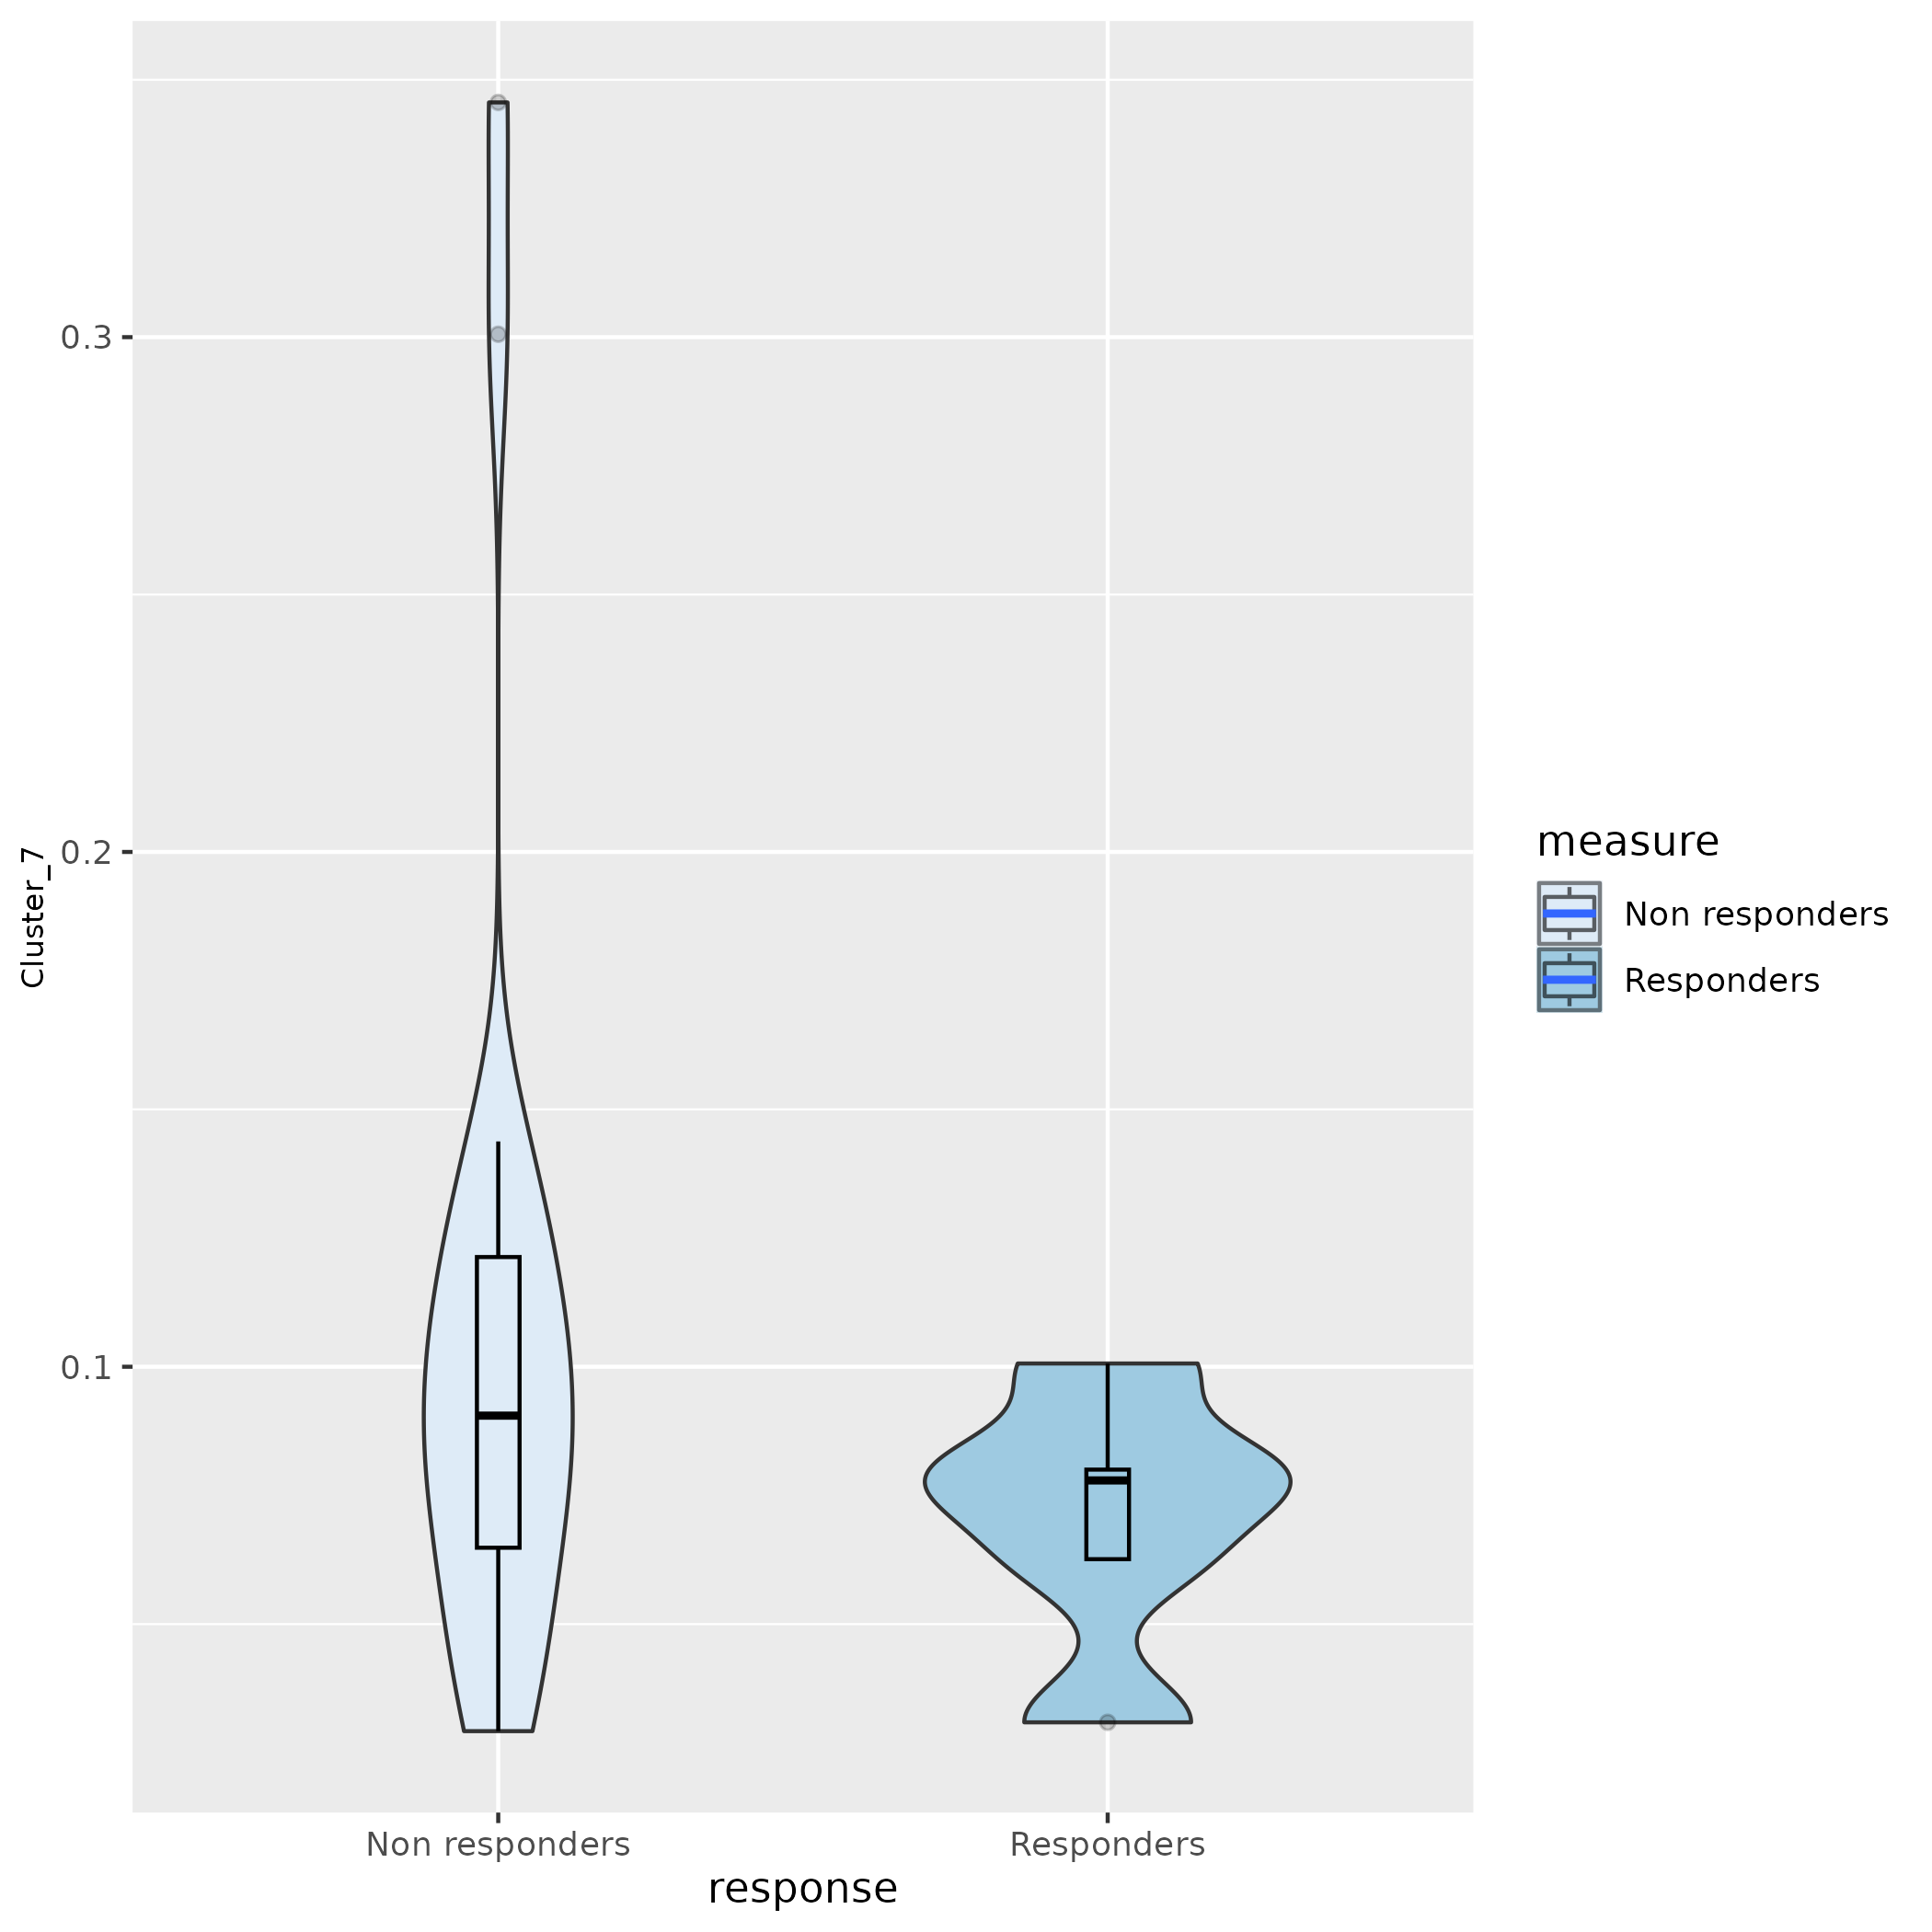 Cluster_7
0.3
0.2
0.1
Non responders
Responders
response
measure
Non responders
Responders